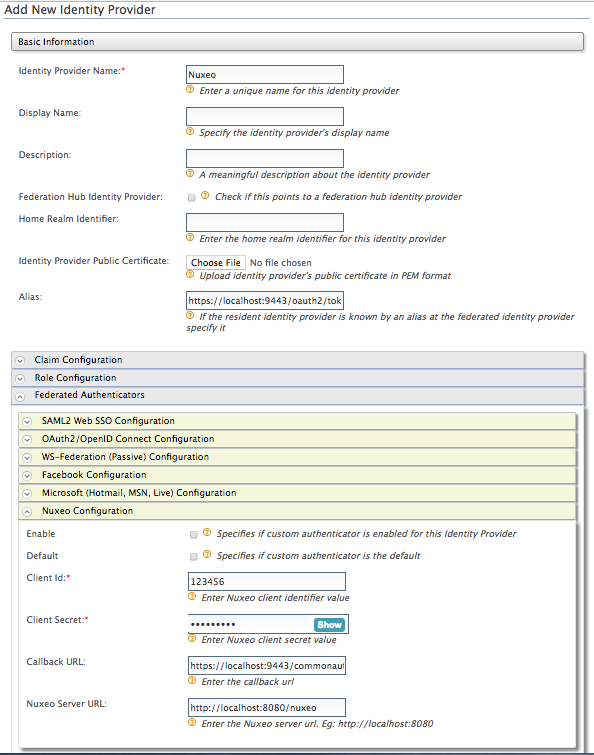 Add New Identity Provider
Basic Information
Identity Provider Name:*
Nuxeo
Enter a unique name for this identity provider
Display Name:
Specify the identity provider's display name
Description:
A meaningful description about the identity provider
Federation Hub Identity Provider:
Check if this points to a federation hub identity provider
Home Realm Identifier:
Enter the home realm identifier for this identity provider
Identity Provider Public Certificate:
Choose File No file chosen
Upload identity provider's public certificate in PEM format
Alias:
https://localhost:9443/oauth2/tok
If the resident identity provider is known by an alias at the federated identity provider
specify it
Claim Configuration
Role Configuration
Federated Authenticators
SAML2 Web SSO Configuration
OAuth2/OpenID Connect Configuration
WS-Federation (Passive) Configuration
Facebook Configuration
Microsoft (Hotmail, MSN, Live) Configuration
Nuxeo Configuration
Enable
Specifies if custom authenticator is enabled for this Identity Provider
Default
Specifies if custom authenticator is the default
Client Id:*
123456
Enter Nuxeo client identifier value
Client Secret:*
•••••••••
Show
Enter Nuxeo client secret value
Callback URL:
https://localhost:9443/commonaut
Enter the callback url
Nuxeo Server URL:
http://localhost:8080/nuxeo
Enter the Nuxeo server url. Eg: http://localhost:8080